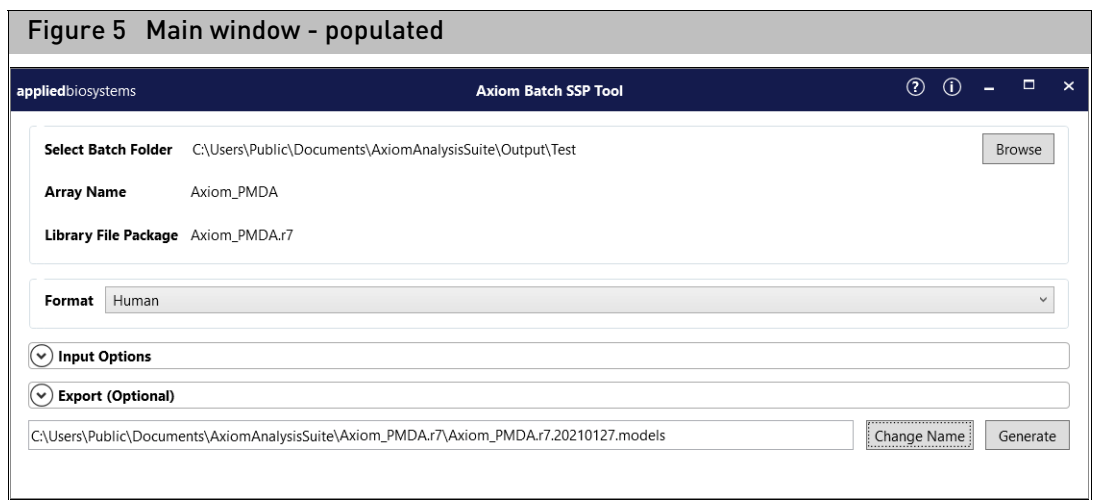 Figure 5 Main window - populated
appliedbiosystems Axiom Batch SSP Tool ? i
Select Batch Folder C:\Users\Public\Documents\AxiomAnalysisSuite\Output\Test Browse
Array Name Axiom_PMDA
Library File Package Axiom_PMDA.r7
Format Human
Input Options
Export (Optional)
C:\Users\Public\Documents\AxiomAnalysisSuite\Axiom_PMDA.r7\Axiom_PMDA.r7.20210127.models Change Name Generate